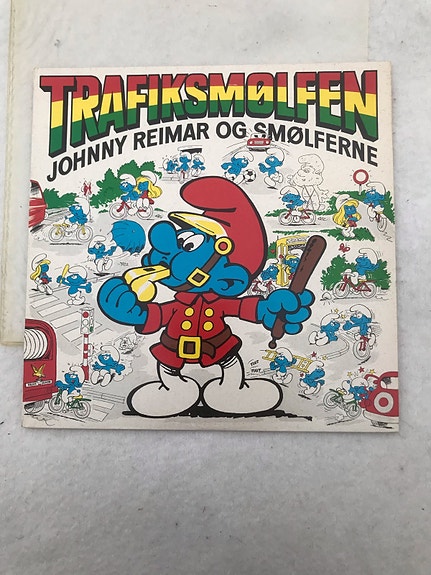 TRAFIKSMØLFEN
JOHNNY REIMAR OG SMØLFERNE